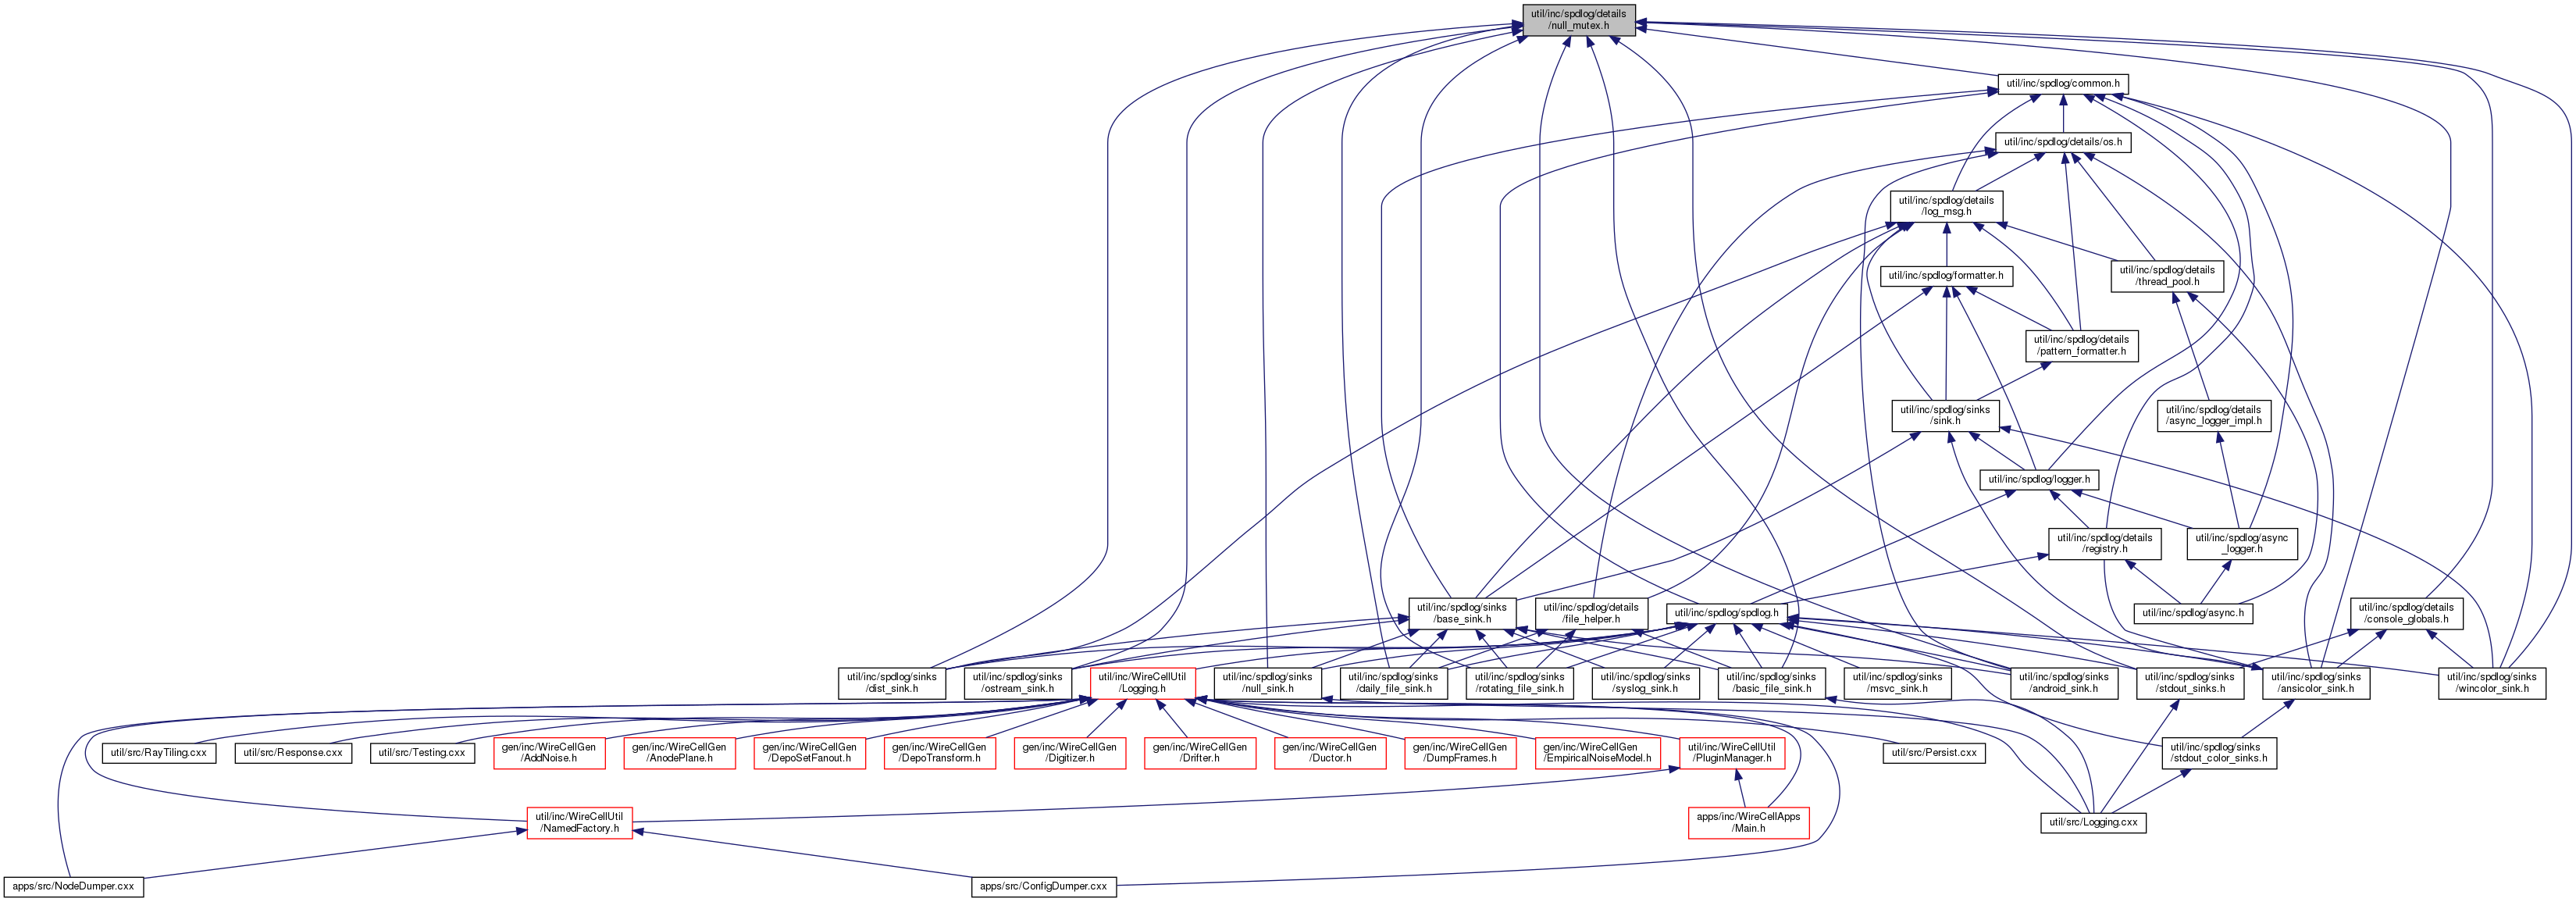 util/inc/spdlog/details
/null_mutex.h
util/inc/spdlog/common.h
util/inc/spdlog/details/os.h
util/inc/spdlog/details
/log_msg.h
util/inc/spdlog/formatter.h
util/inc/spdlog/details
/thread_pool.h
util/inc/spdlog/details
/pattern_formatter.h
util/inc/spdlog/sinks
/sink.h
util/inc/spdlog/details
/async_logger_impl.h
util/inc/spdlog/logger.h
util/inc/spdlog/details
/registry.h
util/inc/spdlog/async
_logger.h
util/inc/spdlog/sinks
/base_sink.h
util/inc/spdlog/details
/file_helper.h
util/inc/spdlog/spdlog.h
util/inc/spdlog/async.h
util/inc/spdlog/details
/console_globals.h
util/inc/spdlog/sinks
/dist_sink.h
util/inc/spdlog/sinks
/ostream_sink.h
util/inc/WireCellUtil
/Logging.h
util/inc/spdlog/sinks
/null_sink.h
util/inc/spdlog/sinks
/daily_file_sink.h
util/inc/spdlog/sinks
/rotating_file_sink.h
util/inc/spdlog/sinks
/syslog_sink.h
util/inc/spdlog/sinks
/basic_file_sink.h
util/inc/spdlog/sinks
/msvc_sink.h
util/inc/spdlog/sinks
/android_sink.h
util/inc/spdlog/sinks
/stdout_sinks.h
util/inc/spdlog/sinks
/ansicolor_sink.h
util/inc/spdlog/sinks
/wincolor_sink.h
util/src/RayTiling.cxx
util/src/Response.cxx
util/src/Testing.cxx
gen/inc/WireCellGen
/AddNoise.h
gen/inc/WireCellGen
/AnodePlane.h
gen/inc/WireCellGen
/DepoSetFanout.h
gen/inc/WireCellGen
/DepoTransform.h
gen/inc/WireCellGen
/Digitizer.h
gen/inc/WireCellGen
/Drifter.h
gen/inc/WireCellGen
/Ductor.h
gen/inc/WireCellGen
/DumpFrames.h
gen/inc/WireCellGen
/EmpiricalNoiseModel.h
util/inc/WireCellUtil
/PluginManager.h
util/src/Persist.cxx
util/inc/spdlog/sinks
/stdout_color_sinks.h
util/inc/WireCellUtil
/NamedFactory.h
apps/inc/WireCellApps
/Main.h
util/src/Logging.cxx
apps/src/NodeDumper.cxx
apps/src/ConfigDumper.cxx